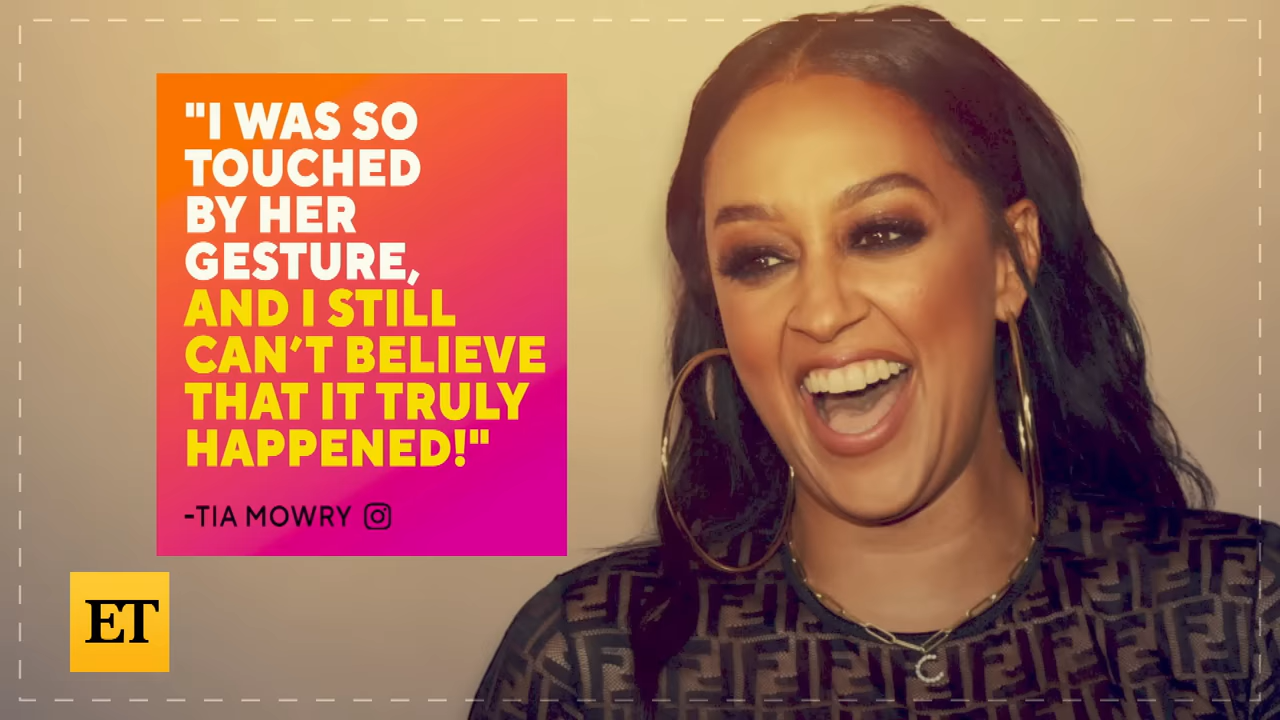 "I WAS SO
TOUCHED
BY HER
GESTURE,
AND I STILL
CAN'T BELIEVE
THAT IT TRULY
HAPPENED!"
-TIA MOWRY
ET